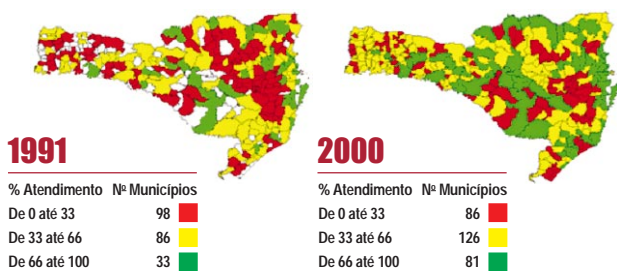 1991
% Atendimento Nº Municípios
De 0 até 33 98
De 33 até 66 86
De 66 até 100 33
2000
% Atendimento Nº Municípios
De 0 até 33 86
De 33 até 66 126
De 66 até 100 81